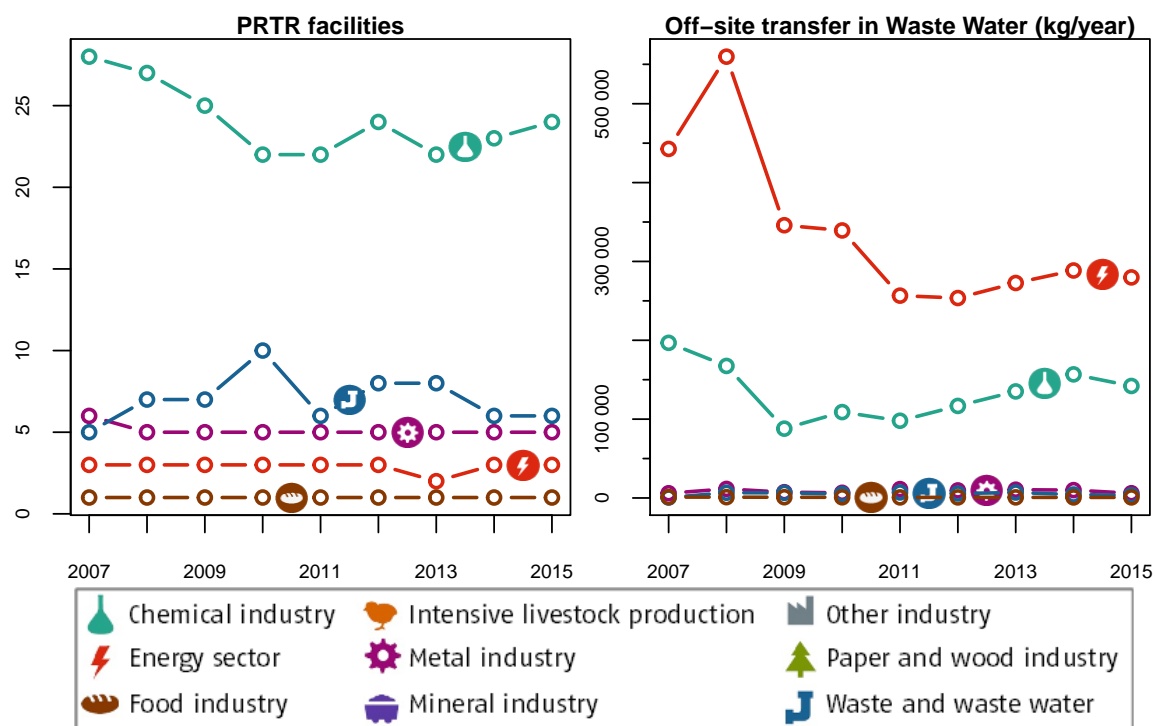 PRTR facilities
Off−site transfer in Waste Water (kg/year)
25
20
15
10
5
0
500 000
300 000
100 000
0
2007 2009 2011 2013 2015
2007 2009 2011 2013 2015
Chemical industry Intensive livestock production Other industry
Energy sector Metal industry Paper and wood industry
Food industry Mineral industry Waste and waste water